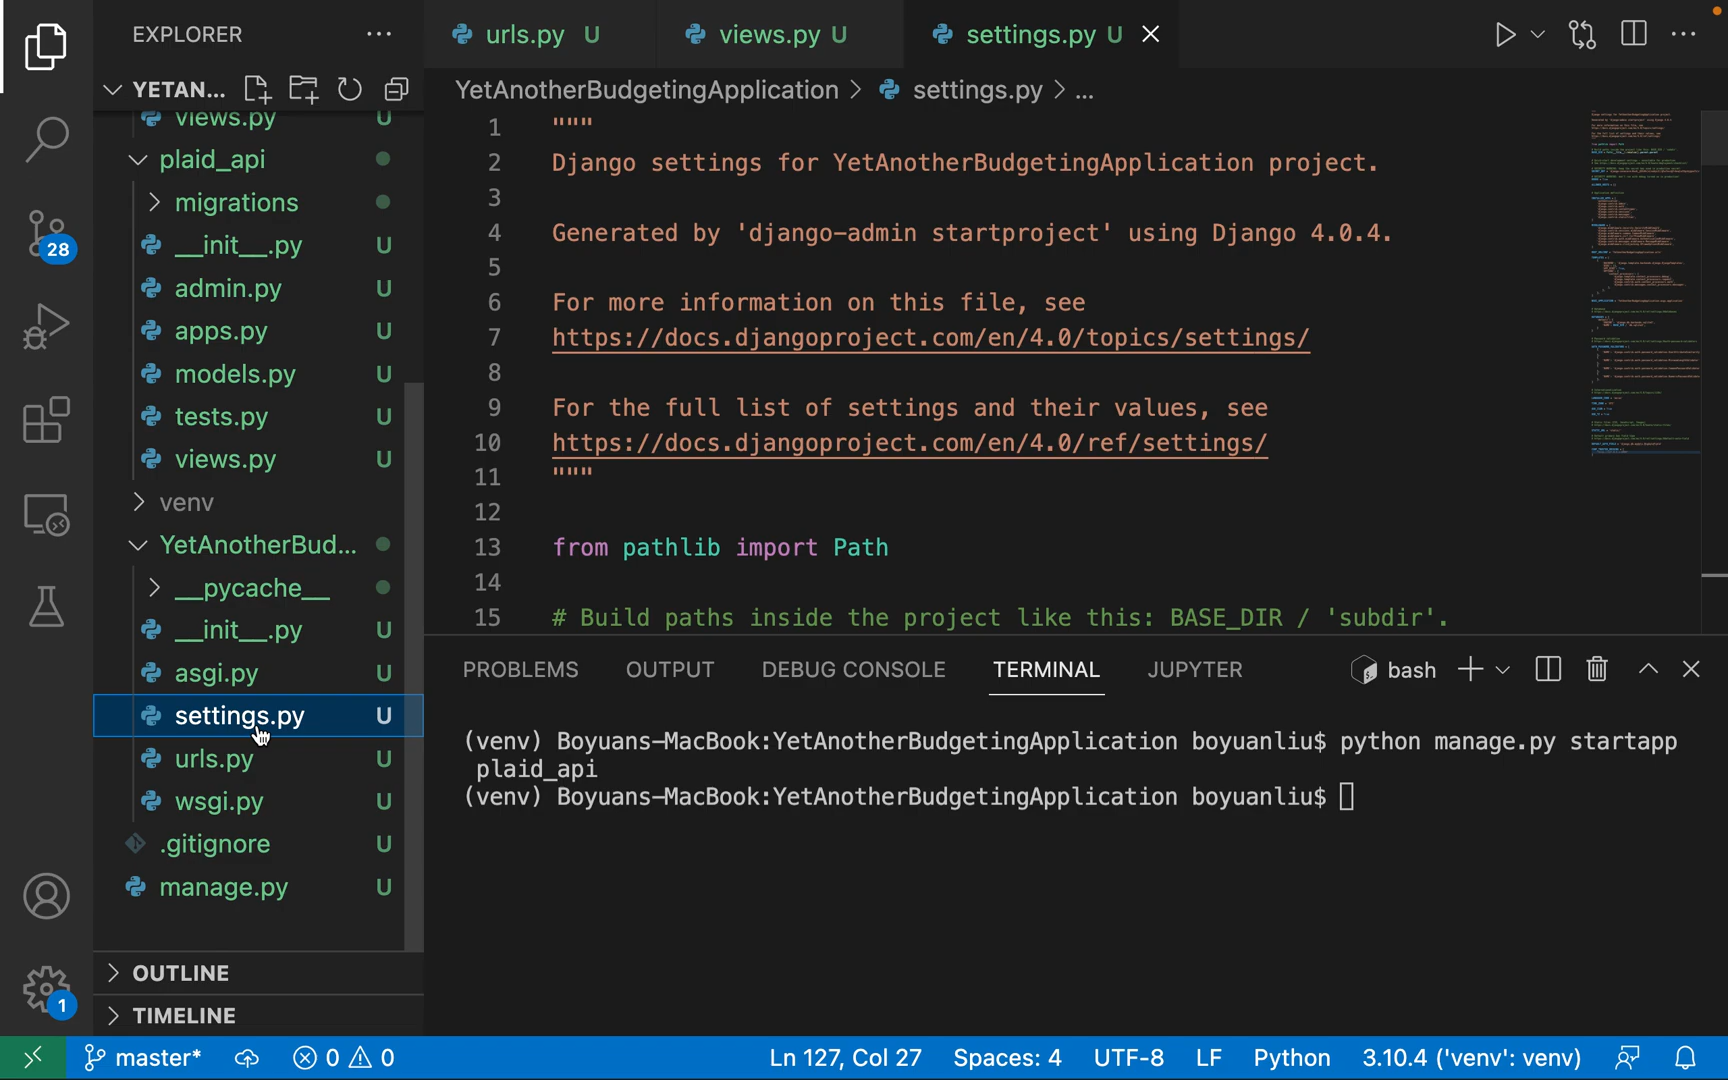 EXPLORER
YETAN...
views.py U
plaid_api
migrations
__init__.py U
admin.py U
apps.py U
models.py U
tests.py U
views.py U
venv
YetAnotherBud...
__pycache__
__init__.py U
asgi.py U
settings.py U
urls.py U
wsgi.py U
.gitignore U
manage.py U
OUTLINE
TIMELINE
28
1
urls.py U
views.py U
settings.py U
YetAnotherBudgetingApplication > settings.py > ...
1 """
2 Django settings for YetAnotherBudgetingApplication project.
3
4 Generated by 'django-admin startproject' using Django 4.0.4.
5
6 For more information on this file, see
7 https://docs.djangoproject.com/en/4.0/topics/settings/
8
9 For the full list of settings and their values, see
10 https://docs.djangoproject.com/en/4.0/ref/settings/
11 """
12
13 from pathlib import Path
14
15 # Build paths inside the project like this: BASE_DIR / 'subdir'.
PROBLEMS OUTPUT DEBUG CONSOLE TERMINAL JUPYTER bash
(venv) Boyuans-MacBook:YetAnotherBudgetingApplication boyuanliu$ python manage.py startapp
plaid_api
(venv) Boyuans-MacBook:YetAnotherBudgetingApplication boyuanliu$
master* 0 0 Ln 127, Col 27 Spaces: 4 UTF-8 LF Python 3.10.4 ('venv': venv)